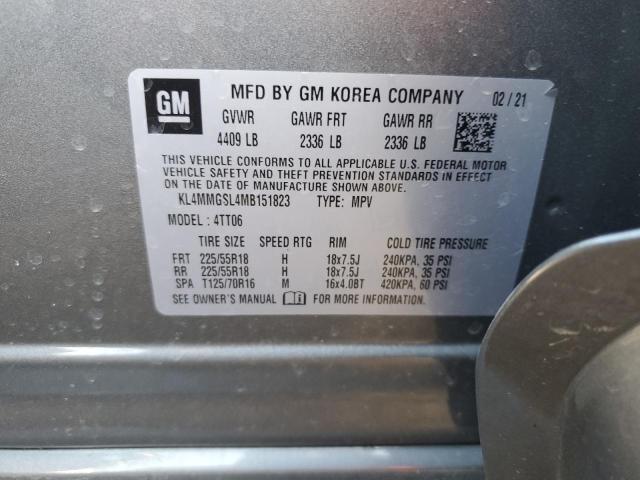 GM MFD BY GM KOREA COMPANY 02 / 21
GVWR GAWR FRT GAWR RR
4409 LB 2336 LB 2336 LB
THIS VEHICLE CONFORMS TO ALL APPLICABLE U.S. FEDERAL MOTOR
VEHICLE SAFETY AND THEFT PREVENTION STANDARDS IN EFFECT ON
THE DATE OF MANUFACTURE SHOWN ABOVE.
KL4MMGSL4MB151823 TYPE: MPV
MODEL : 4TT06
TIRE SIZE SPEED RTG RIM COLD TIRE PRESSURE
FRT 225/55R18 H 18x7.5J 240KPA, 35 PSI
RR 225/55R18 H 18x7.5J 240KPA, 35 PSI
SPA T125/70R16 M 16x4.0BT 420KPA, 60 PSI
SEE OWNER'S MANUAL FOR MORE INFORMATION.